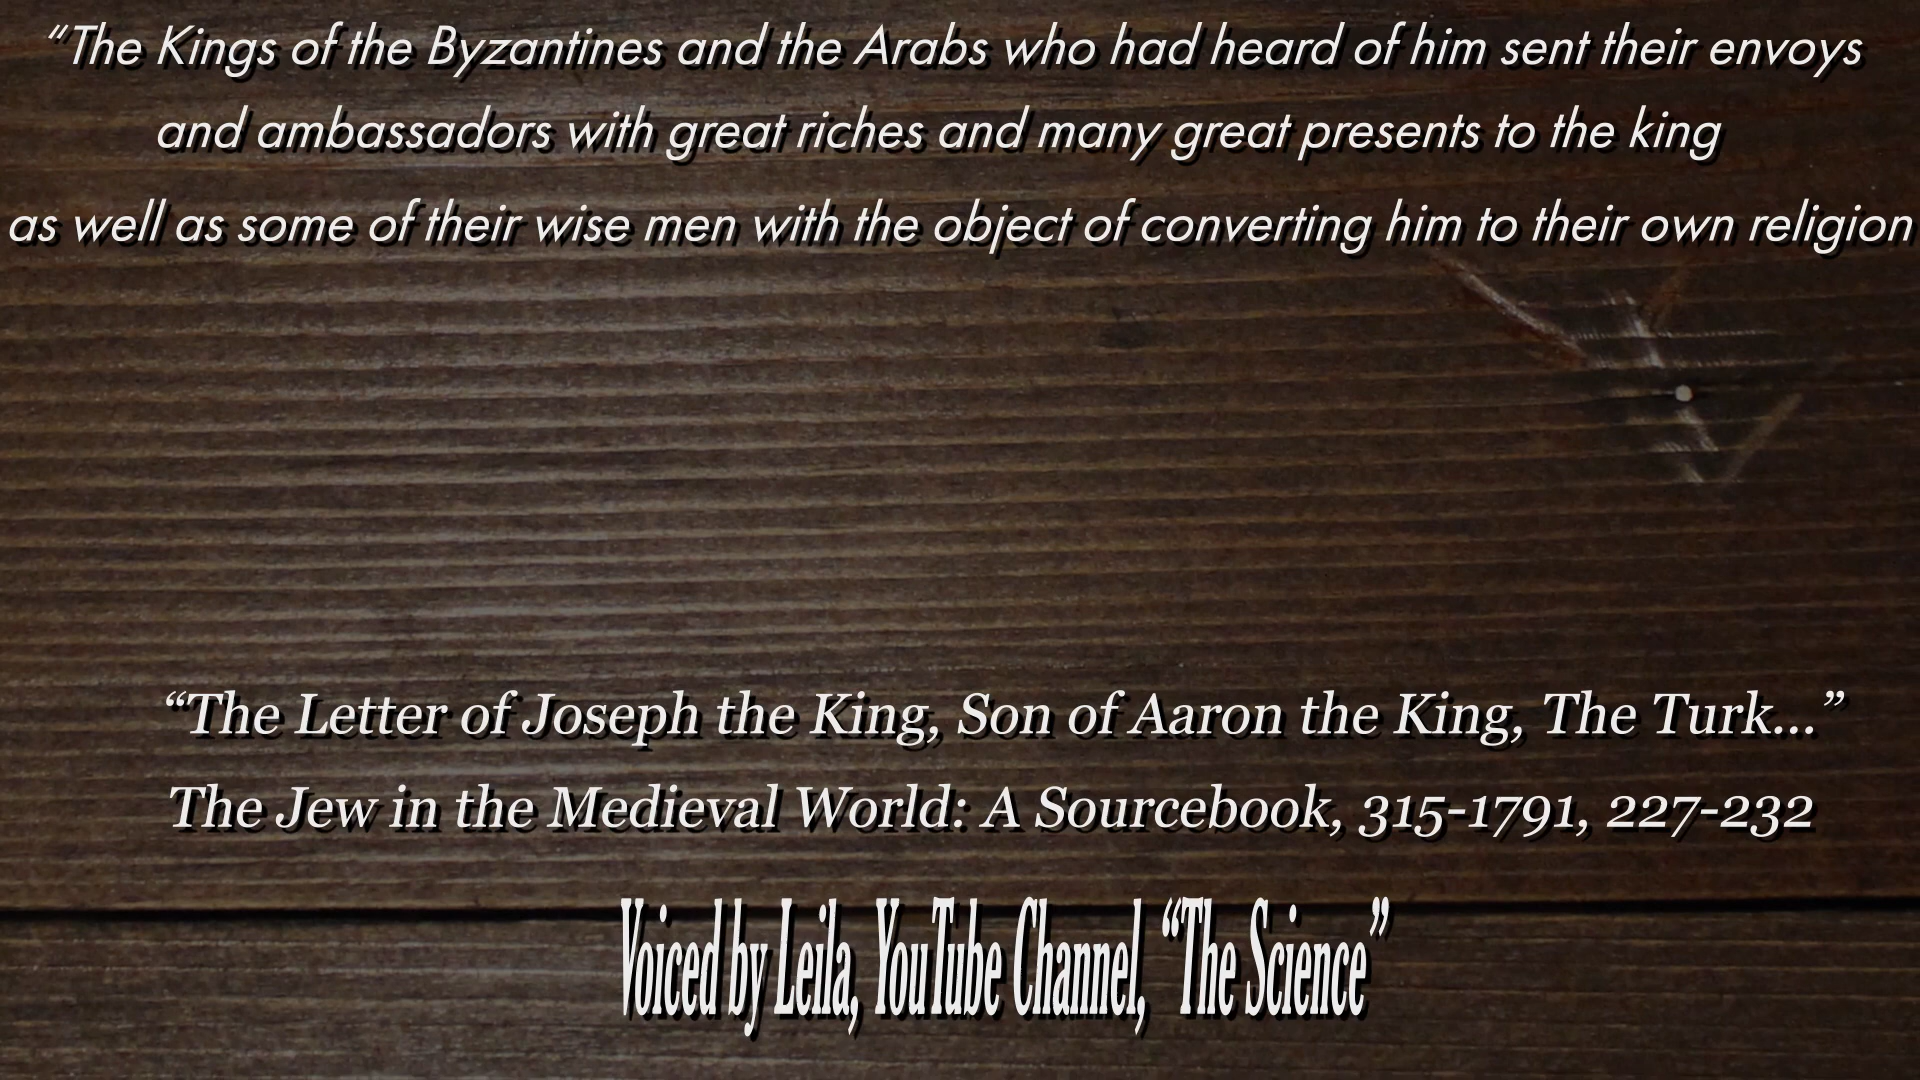 “The Kings of the Byzantines and the Arabs who had heard of him sent their envoys
and ambassadors with great riches and many great presents to the king
as well as some of their wise men with the object of converting him to their own religion
“The Letter of Joseph the King, Son of Aaron the King, The Turk...”
The Jew in the Medieval World: A Sourcebook, 315-1791, 227-232
Voiced by Leila, YouTube Channel, “The Science”